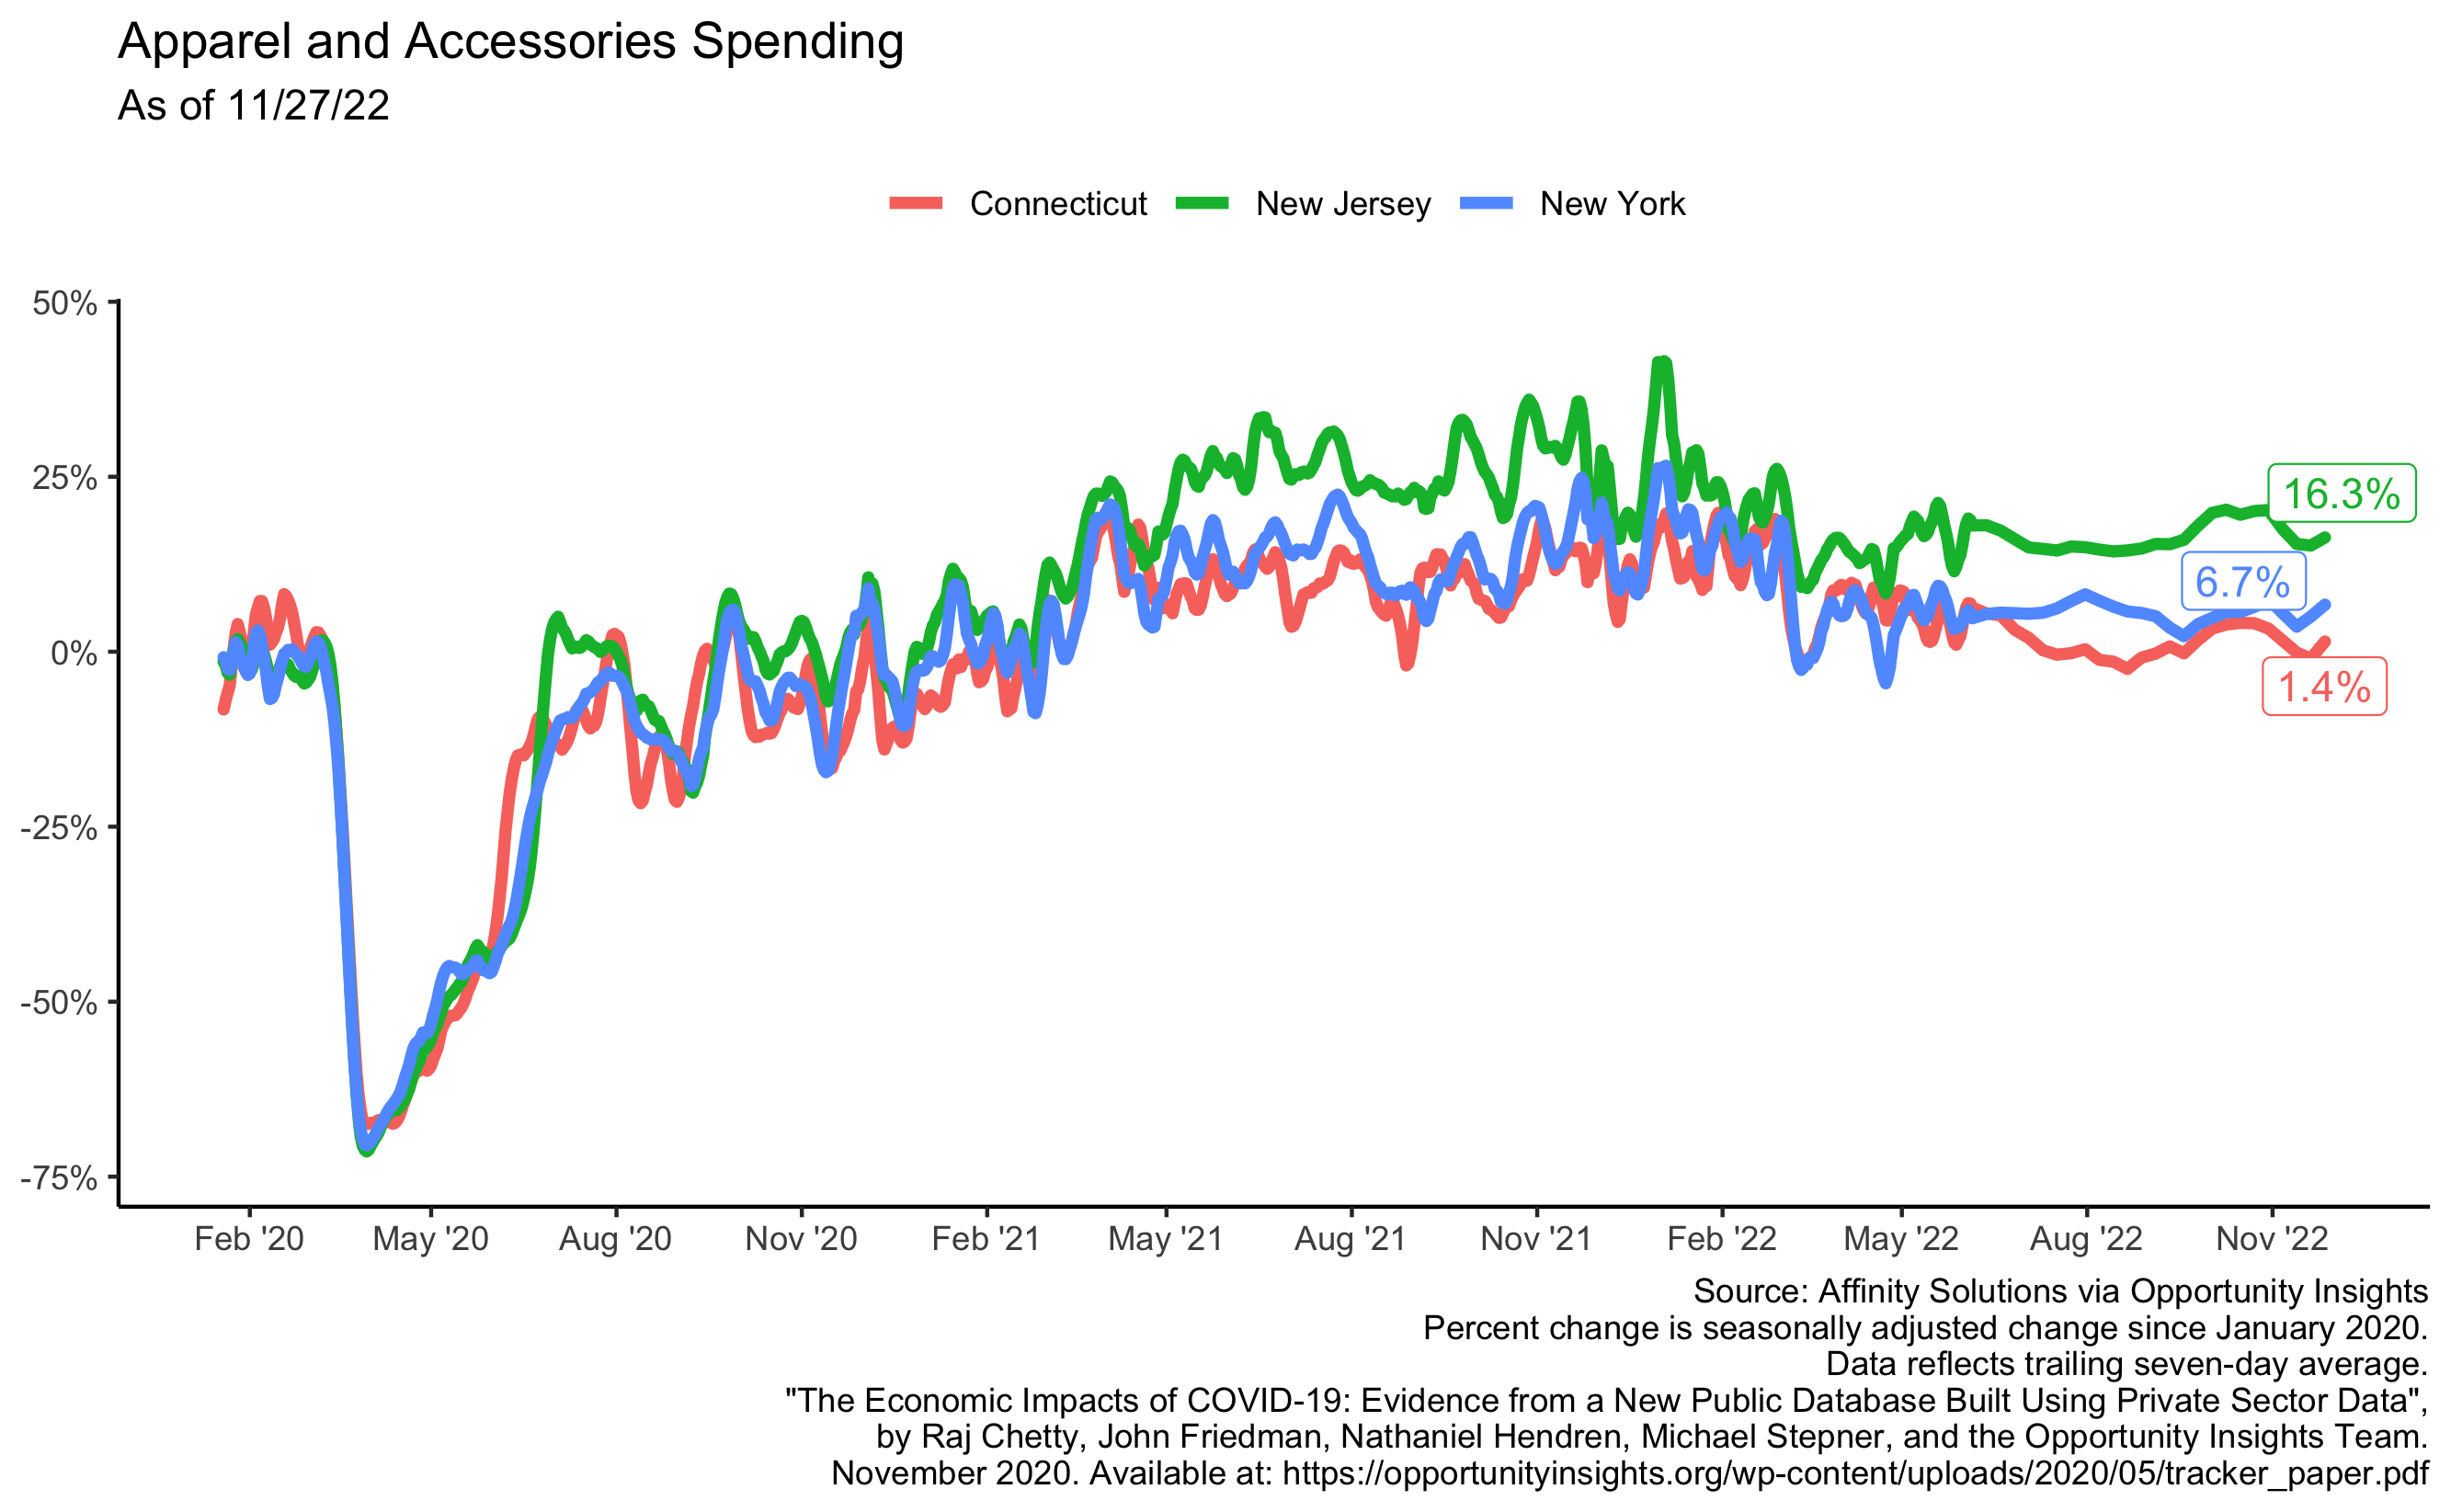 Apparel and Accessories Spending
As of 11/27/22
Connecticut New Jersey New York
50%
25%
0%
-25%
-50%
-75%
16.3%
6.7%
1.4%
Feb '20 May '20 Aug '20 Nov '20 Feb '21 May '21 Aug '21 Nov '21 Feb '22 May '22 Aug '22 Nov '22
Source: Affinity Solutions via Opportunity Insights
Percent change is seasonally adjusted change since January 2020.
Data reflects trailing seven-day average.
"The Economic Impacts of COVID-19: Evidence from a New Public Database Built Using Private Sector Data",
by Raj Chetty, John Friedman, Nathaniel Hendren, Michael Stepner, and the Opportunity Insights Team.
November 2020. Available at: https://opportunityinsights.org/wp-content/uploads/2020/05/tracker_paper.pdf